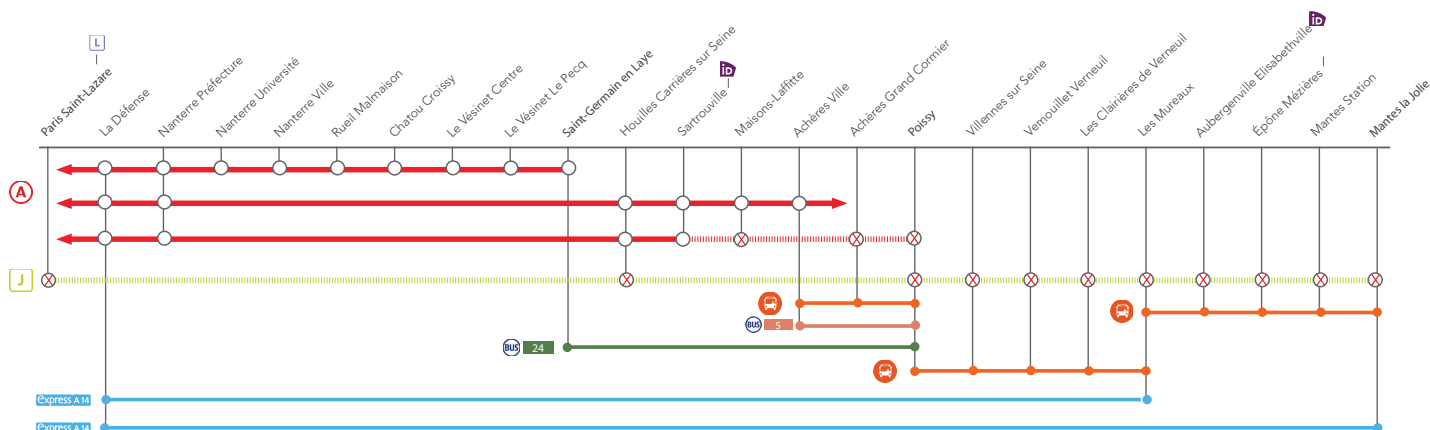 L
iD
iD
Paris Saint-Lazare
La Défense
Nanterre Préfecture
Nanterre Université
Nanterre Ville
Rueil Malmaison
Chatou Croissy
Le Vésinet Centre
Le Vésinet Le Pecq
Saint-Germain en Laye
Houilles Carrières sur Seine
Sartrouville
Maisons-Laffitte
Achères Ville
Achères Grand Cormier
Poissy
Villennes sur Seine
Vernouillet Verneuil
Les Clairières de Verneuil
Les Mureaux
Aubergenville Elisabethville
Épône Mézières
Mantes Station
Mantes la Jolie
A
J
BUS 5
BUS 24
express A 14
express A 14